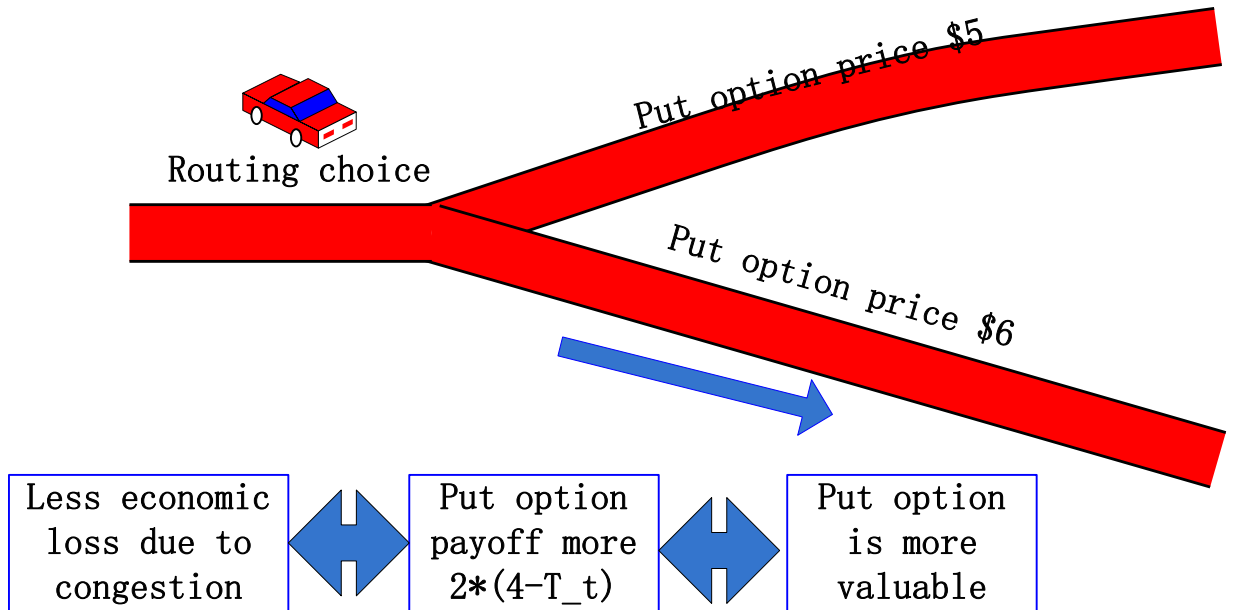 Put option price $5
Routing choice
Put option price $6
Less economic
loss due to
congestion
Put option
payoff more
2*(4-T_t)
Put option
is more
valuable